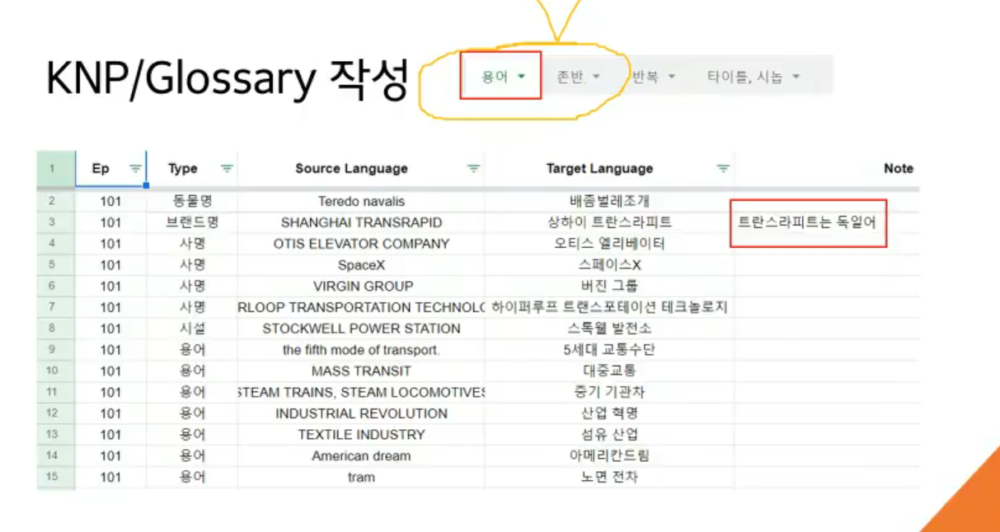 KNP/Glossary 작성
용어 존반 반복 타이틀, 시놉
1 Ep Type Source Language Target Language Note
2 101 동물명 Teredo navalis 배좀벌레조개
3 101 브랜드명 SHANGHAI TRANSRAPID 상하이 트란스라피트 트란스라피트는 독일어
4 101 사명 OTIS ELEVATOR COMPANY 오티스 엘리베이터
5 101 사명 SpaceX 스페이스X
6 101 사명 VIRGIN GROUP 버진 그룹
7 101 사명 RLOOP TRANSPORTATION TECHNOLO 하이퍼루프 트랜스포테이션 테크놀로지
8 101 시설 STOCKWELL POWER STATION 스톡웰 발전소
9 101 용어 the fifth mode of transport. 5세대 교통수단
10 101 용어 MASS TRANSIT 대중교통
11 101 용어 STEAM TRAINS, STEAM LOCOMOTIVES 증기 기관차
12 101 용어 INDUSTRIAL REVOLUTION 산업 혁명
13 101 용어 TEXTILE INDUSTRY 섬유 산업
14 101 용어 American dream 아메리칸드림
15 101 용어 tram 노면 전차